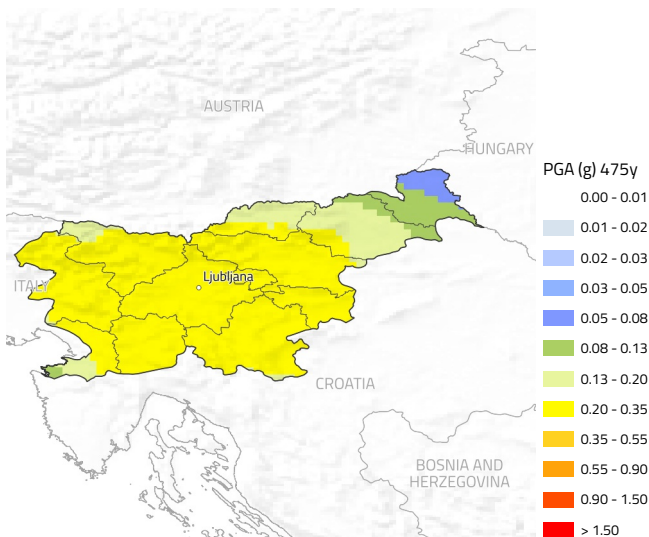 AUSTRIA
HUNGARY
Ljubljana
ITALY
CROATIA
BOSNIA AND
HERZEGOVINA
PGA (g) 475y
0.00 - 0.01
0.01 - 0.02
0.02 - 0.03
0.03 - 0.05
0.05 - 0.08
0.08 - 0.13
0.13 - 0.20
0.20 - 0.35
0.35 - 0.55
0.55 - 0.90
0.90 - 1.50
> 1.50